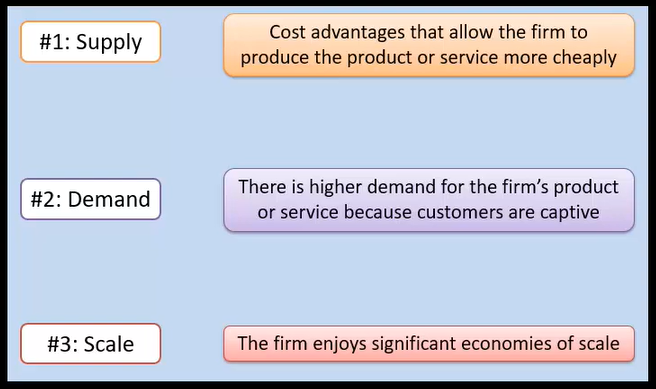 #1: Supply
Cost advantages that allow the firm to
produce the product or service more cheaply
#2: Demand
There is higher demand for the firm’s product
or service because customers are captive
#3: Scale
The firm enjoys significant economies of scale